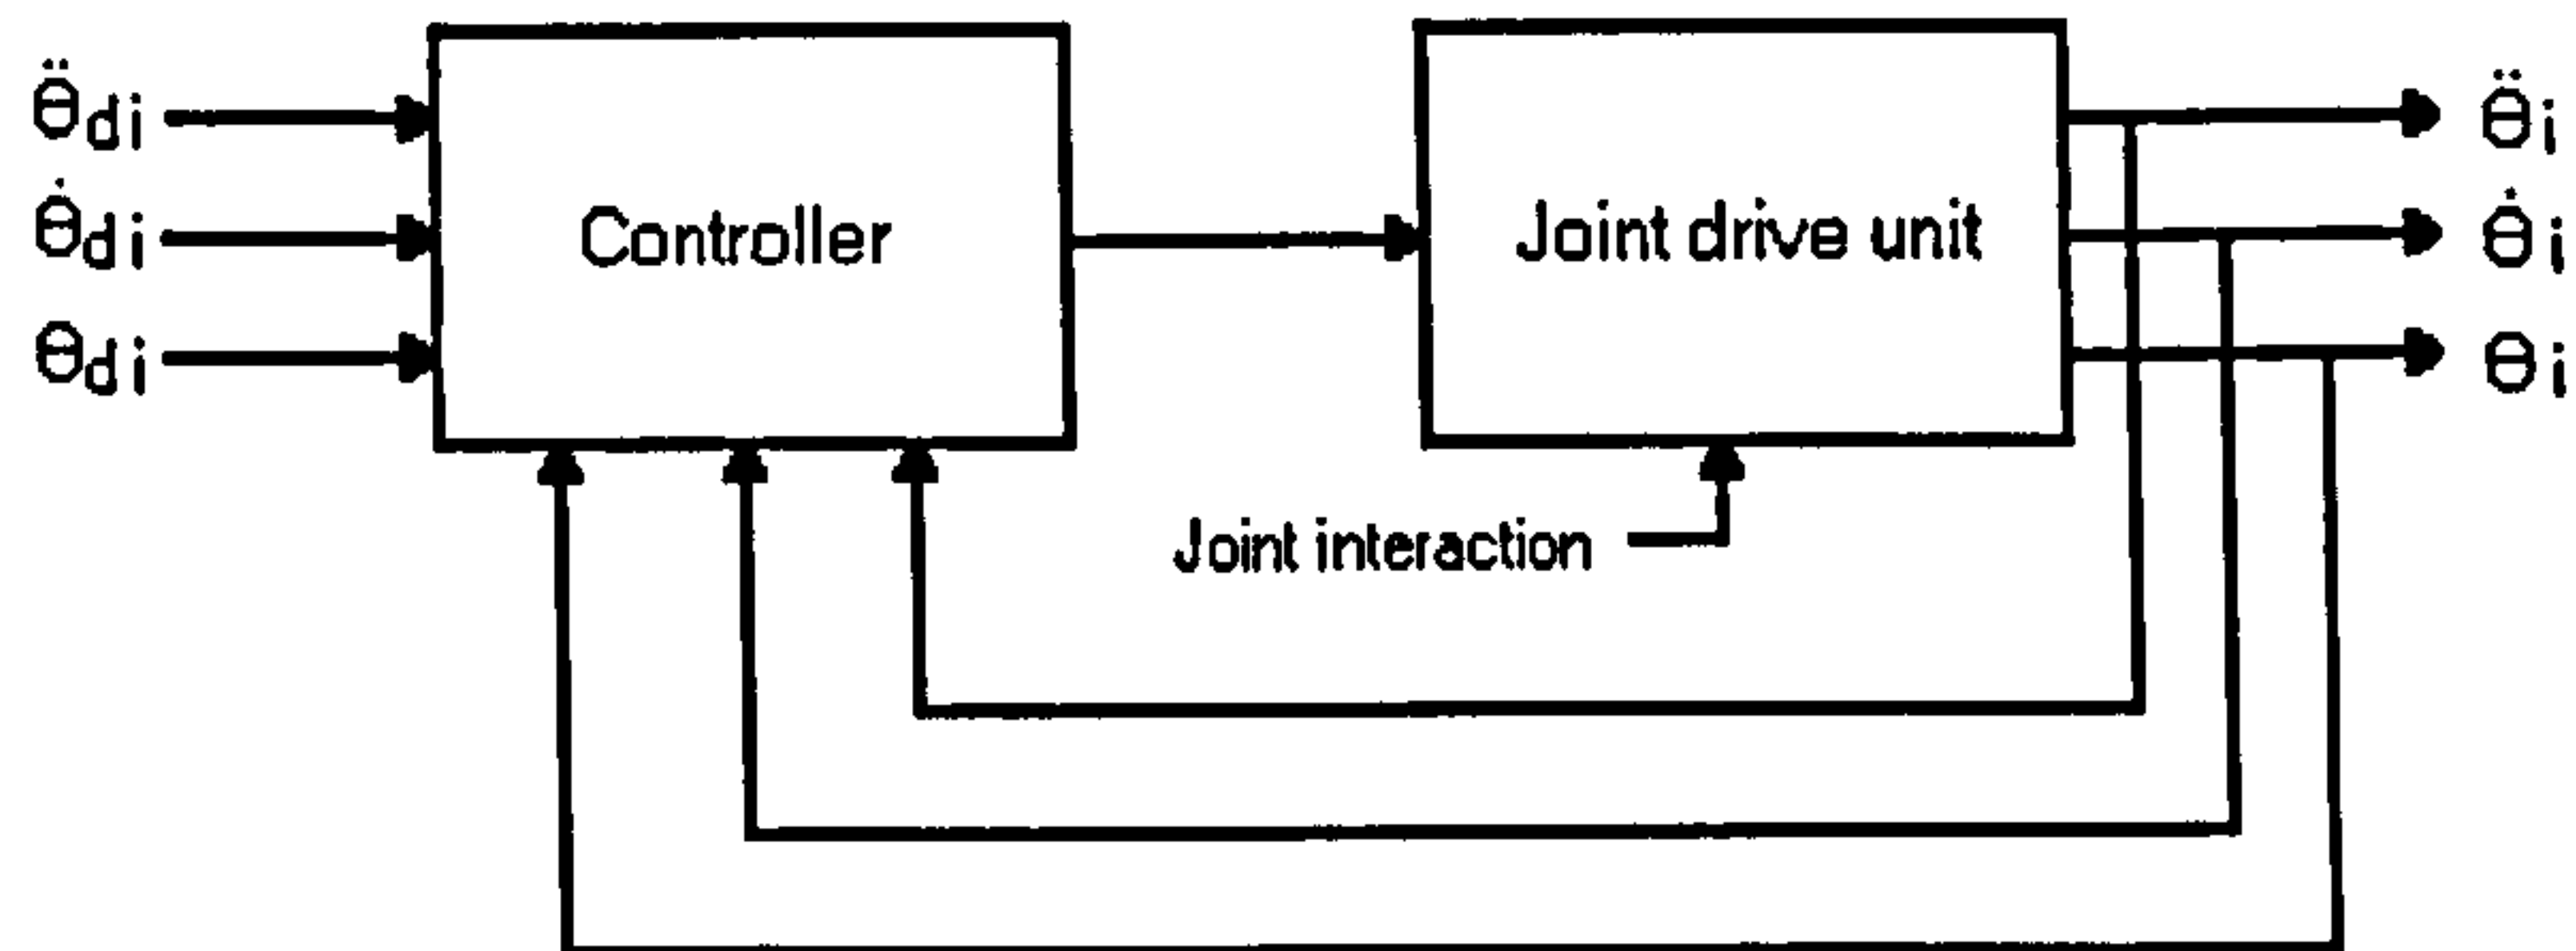 θ̈di
θ̇di
θdi
Controller
Joint drive unit
θ̈i
θ̇i
θi
Joint interaction